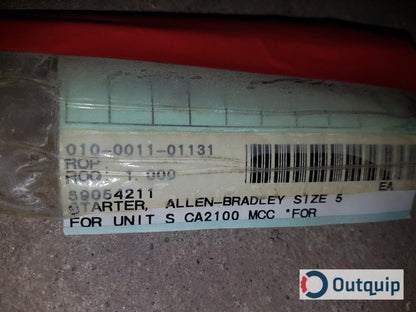 010-0011-01131
ROP
ROQ: 1.000
S9054211
EA
STARTER, ALLEN-BRADLEY SIZE 5
FOR UNIT S CA2100 MCC "FOR
Outquip